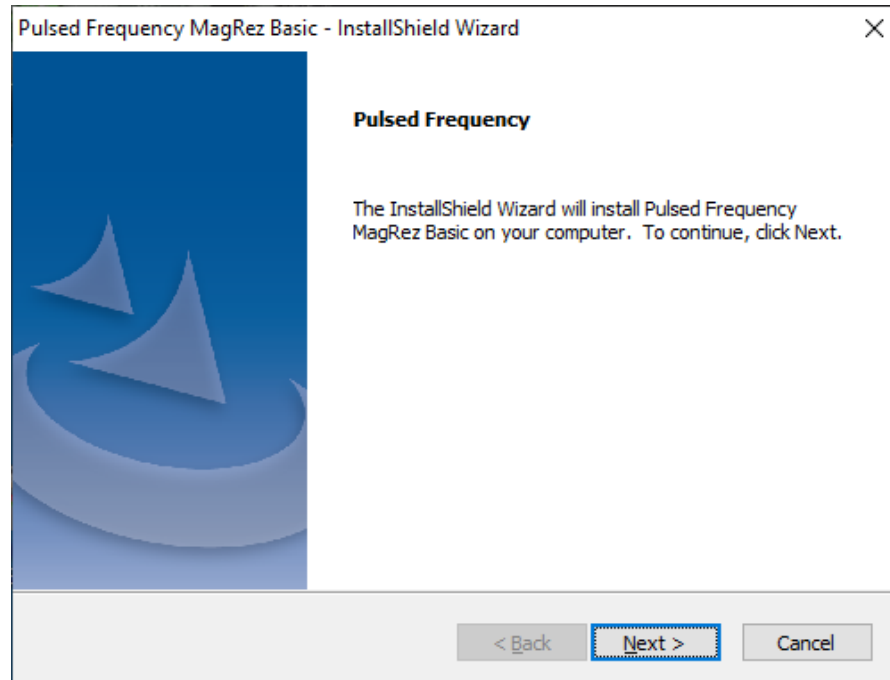 Pulsed Frequency MagRez Basic - InstallShield Wizard
Pulsed Frequency
The InstallShield Wizard will install Pulsed Frequency
MagRez Basic on your computer.  To continue, click Next.
< Back
Next >
Cancel